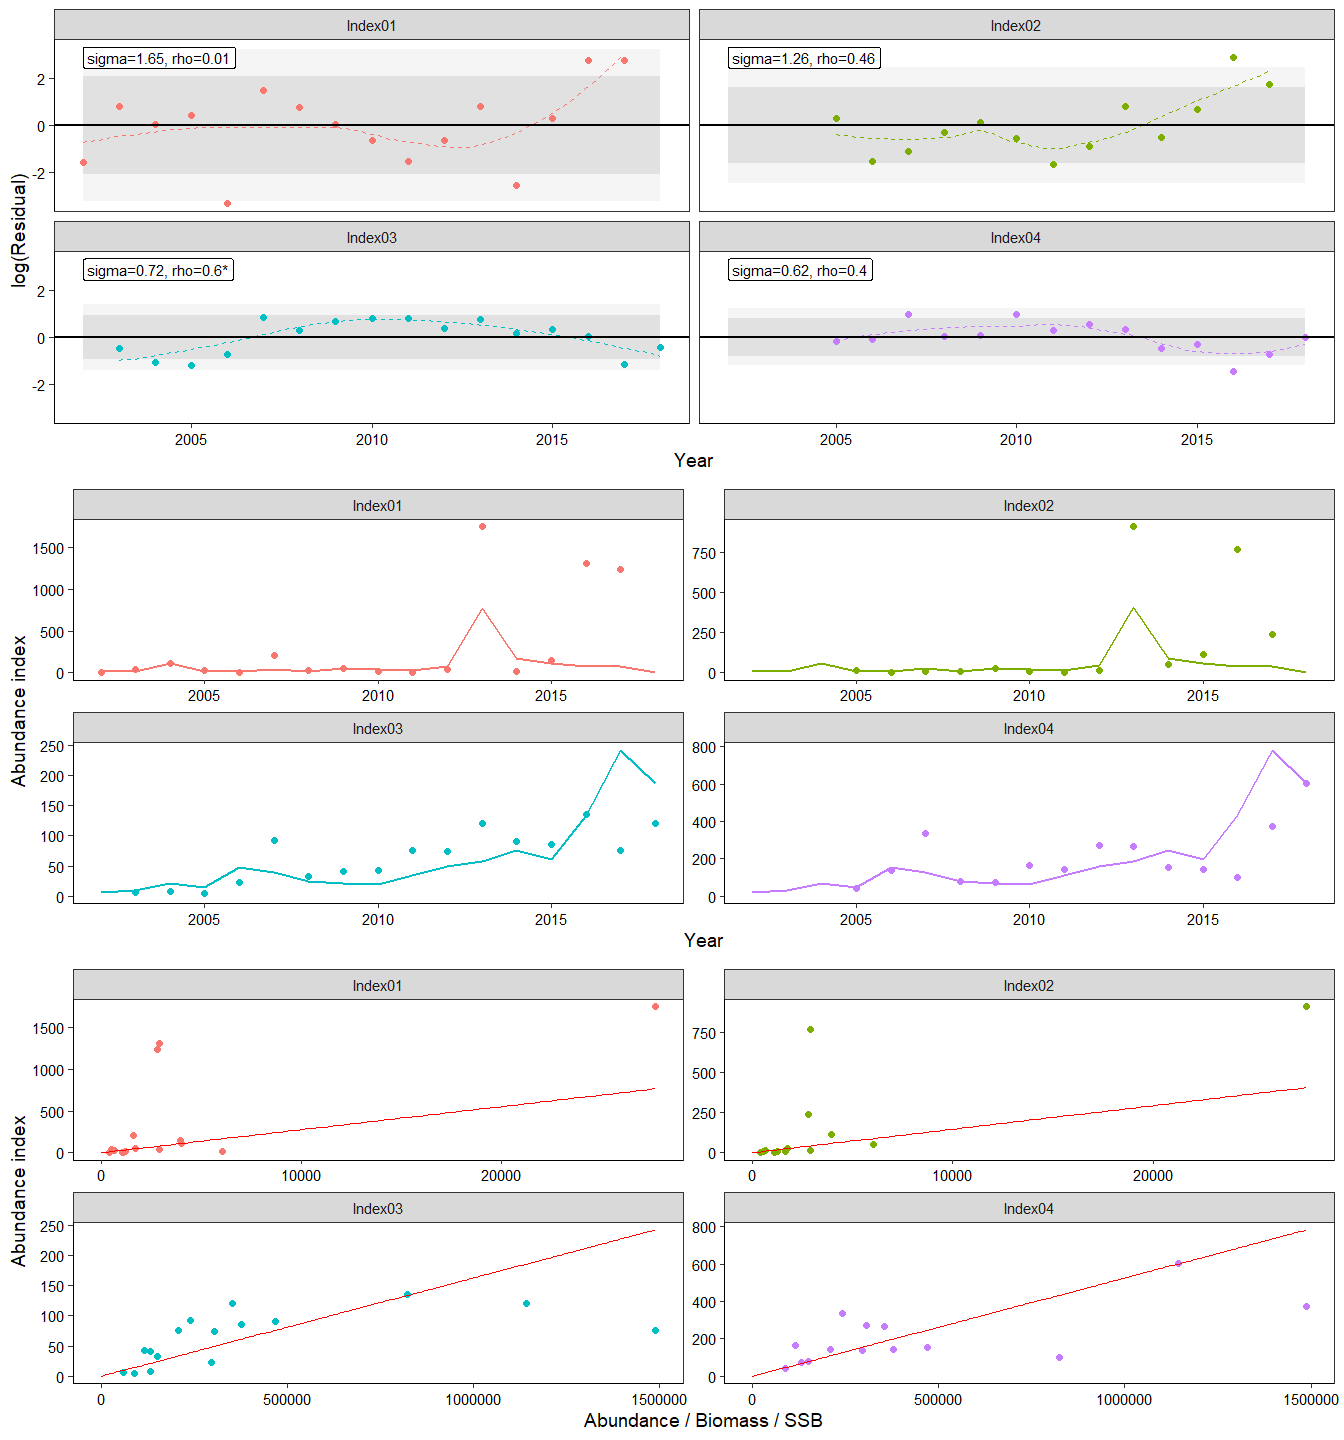 Index01
Index02
sigma=1.65, rho=0.01
sigma=1.26, rho=0.46
2
0
-2
Index03
Index04
sigma=0.72, rho=0.6*
sigma=0.62, rho=0.4
2
0
-2
log(Residual)
2005 2010 2015
2005 2010 2015
Year
Index01
Index02
1500
1000
500
0
750
500
250
0
2005 2010 2015
2005 2010 2015
Index03
Index04
250
200
150
100
50
0
800
600
400
200
0
Abundance index
2005 2010 2015
2005 2010 2015
Year
Index01
Index02
1500
1000
500
0
750
500
250
0
0 10000 20000
0 10000 20000
Index03
Index04
250
200
150
100
50
0
800
600
400
200
0
Abundance index
0 500000 1000000 1500000
0 500000 1000000 1500000
Abundance / Biomass / SSB